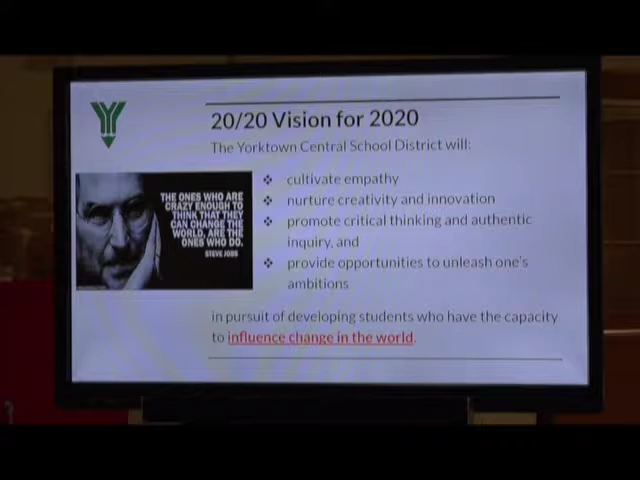 20/20 Vision for 2020
The Yorktown Central School District will:
THE ONES WHO ARE
CRAZY ENOUGH TO
THINK THAT THEY
CAN CHANGE THE
WORLD, ARE THE
ONES WHO DO.
STEVE JOBS
❖ cultivate empathy
❖ nurture creativity and innovation
❖ promote critical thinking and authentic
inquiry, and
❖ provide opportunities to unleash one's
ambitions
in pursuit of developing students who have the capacity
to influence change in the world.